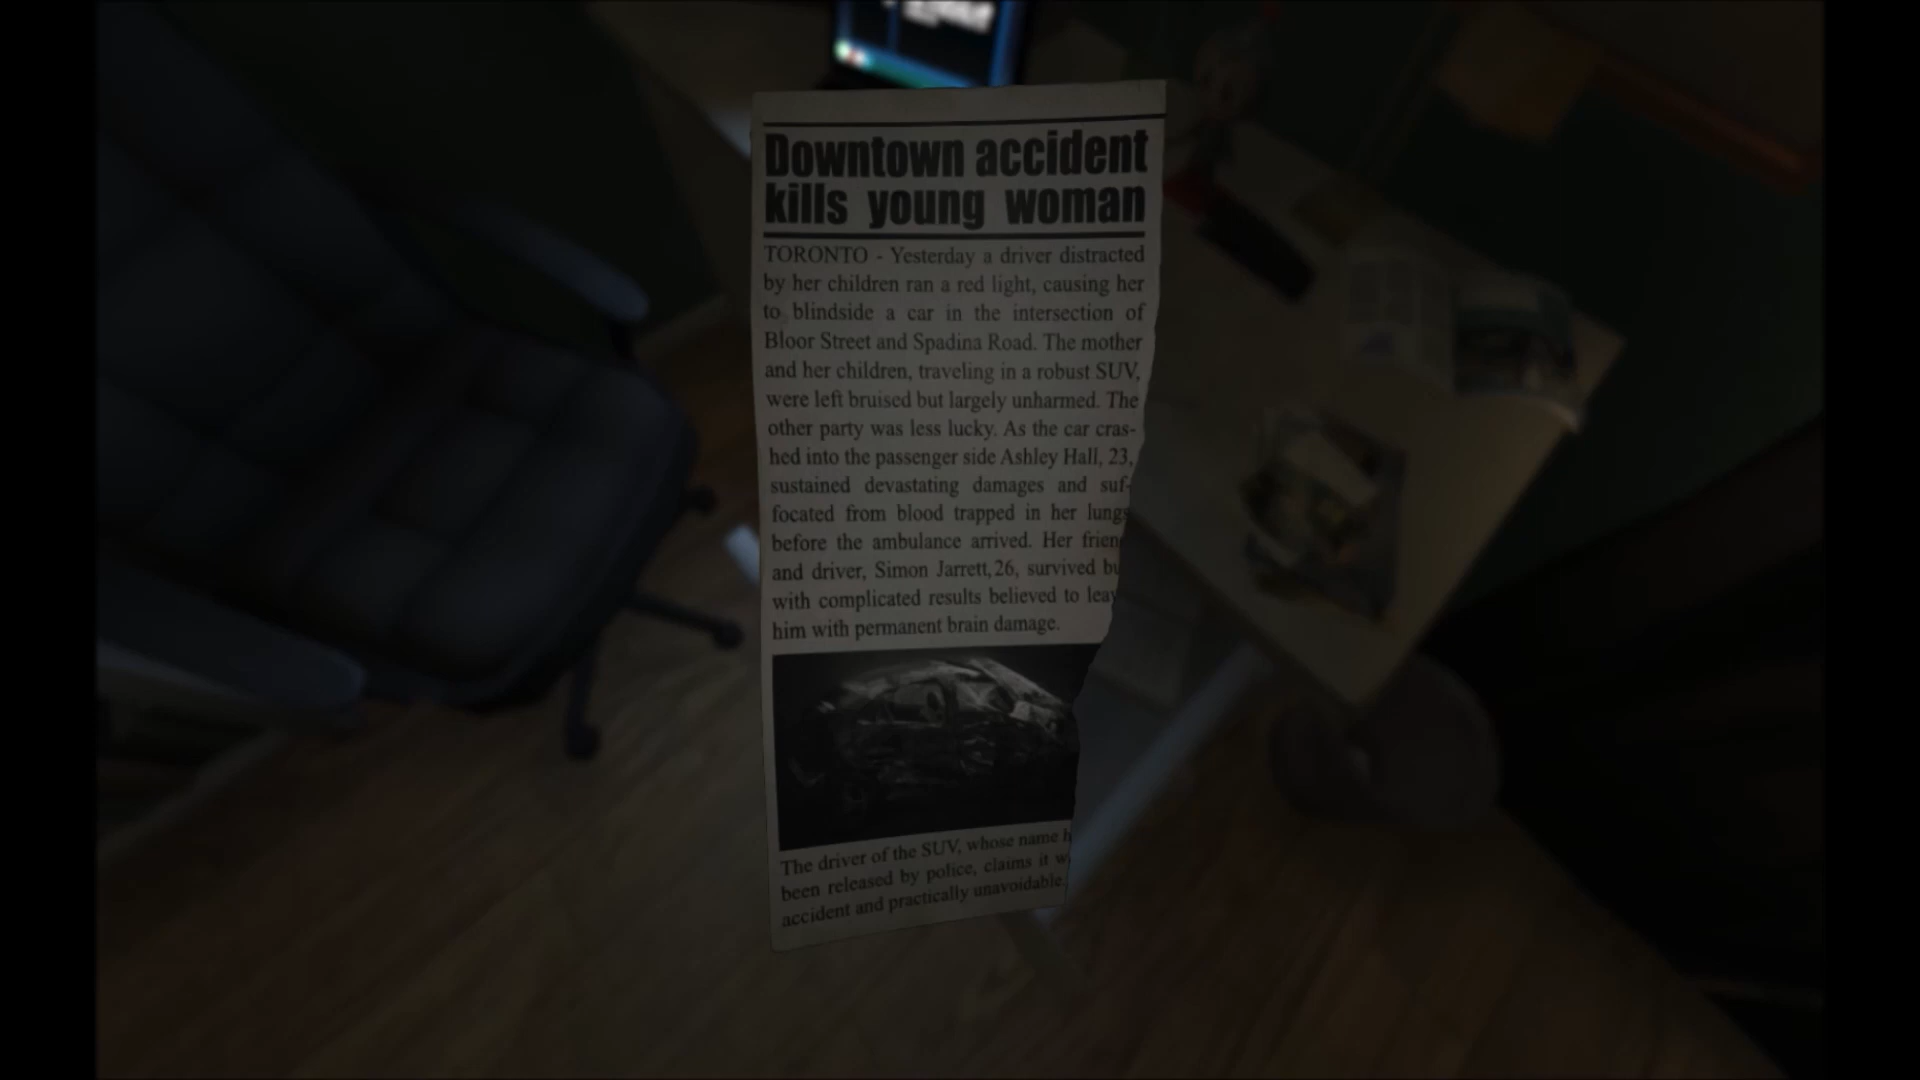 Downtown accident
kills young woman
TORONTO - Yesterday a driver distracted
by her children ran a red light, causing her
to blindside a car in the intersection of
Bloor Street and Spadina Road. The mother
and her children, traveling in a robust SUV,
were left bruised but largely unharmed. The
other party was less lucky. As the car cras-
hed into the passenger side Ashley Hall, 23,
sustained devastating damages and suf-
focated from blood trapped in her lungs
before the ambulance arrived. Her frien
and driver, Simon Jarrett, 26, survived bu
with complicated results believed to leav
him with permanent brain damage.
The driver of the SUV, whose name h
been released by police, claims it w
accident and practically unavoidable.